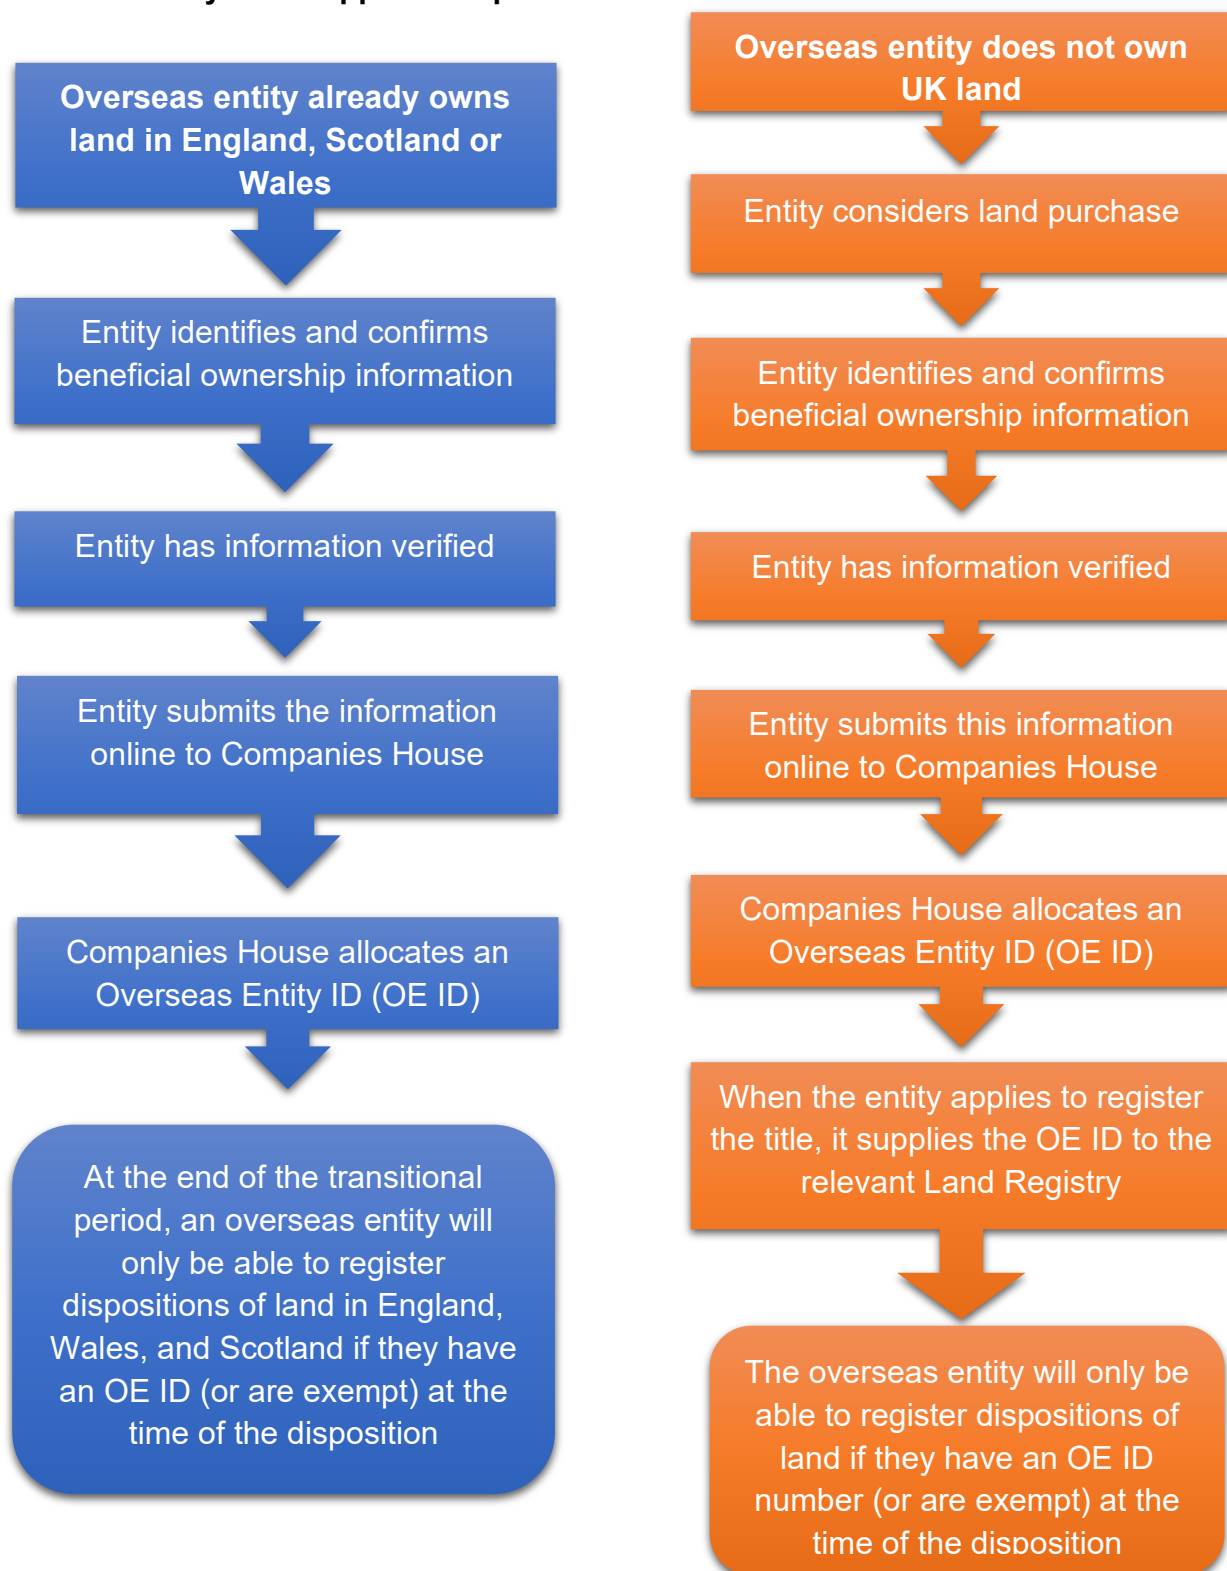 Overseas entity already owns
land in England, Scotland or
Wales
Entity identifies and confirms
beneficial ownership information
Entity has information verified
Entity submits the information
online to Companies House
Companies House allocates an
Overseas Entity ID (OE ID)
At the end of the transitional
period, an overseas entity will
only be able to register
dispositions of land in England,
Wales, and Scotland if they have
an OE ID (or are exempt) at the
time of the disposition
Overseas entity does not own
UK land
Entity considers land purchase
Entity identifies and confirms
beneficial ownership information
Entity has information verified
Entity submits this information
online to Companies House
Companies House allocates an
Overseas Entity ID (OE ID)
When the entity applies to register
the title, it supplies the OE ID to the
relevant Land Registry
The overseas entity will only be
able to register dispositions of
land if they have an OE ID
number (or are exempt) at the
time of the disposition